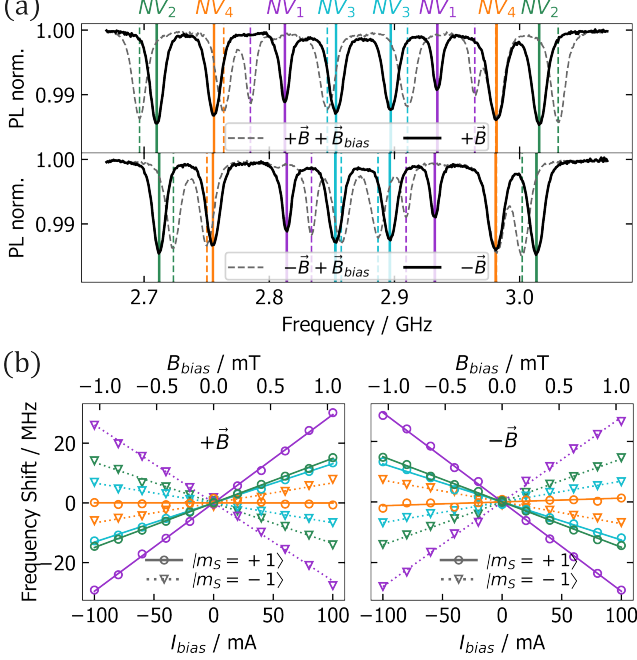 (a)
NV₂ NV₄ NV₁ NV₃ NV₃ NV₁ NV₄ NV₂
1.00
0.99
PL norm.
+B⃗ + B⃗bias +B⃗
1.00
0.99
PL norm.
−B⃗ + B⃗bias −B⃗
2.7 2.8 2.9 3.0
Frequency / GHz
(b)
Bbias / mT Bbias / mT
−1.0 −0.5 0.0 0.5 1.0 −1.0 −0.5 0.0 0.5 1.0
+B⃗ −B⃗
20
0
−20
Frequency Shift / MHz
|mS = +1⟩ |mS = +1⟩
|mS = −1⟩ |mS = −1⟩
−100 −50 0 50 100 −100 −50 0 50 100
Ibias / mA Ibias / mA